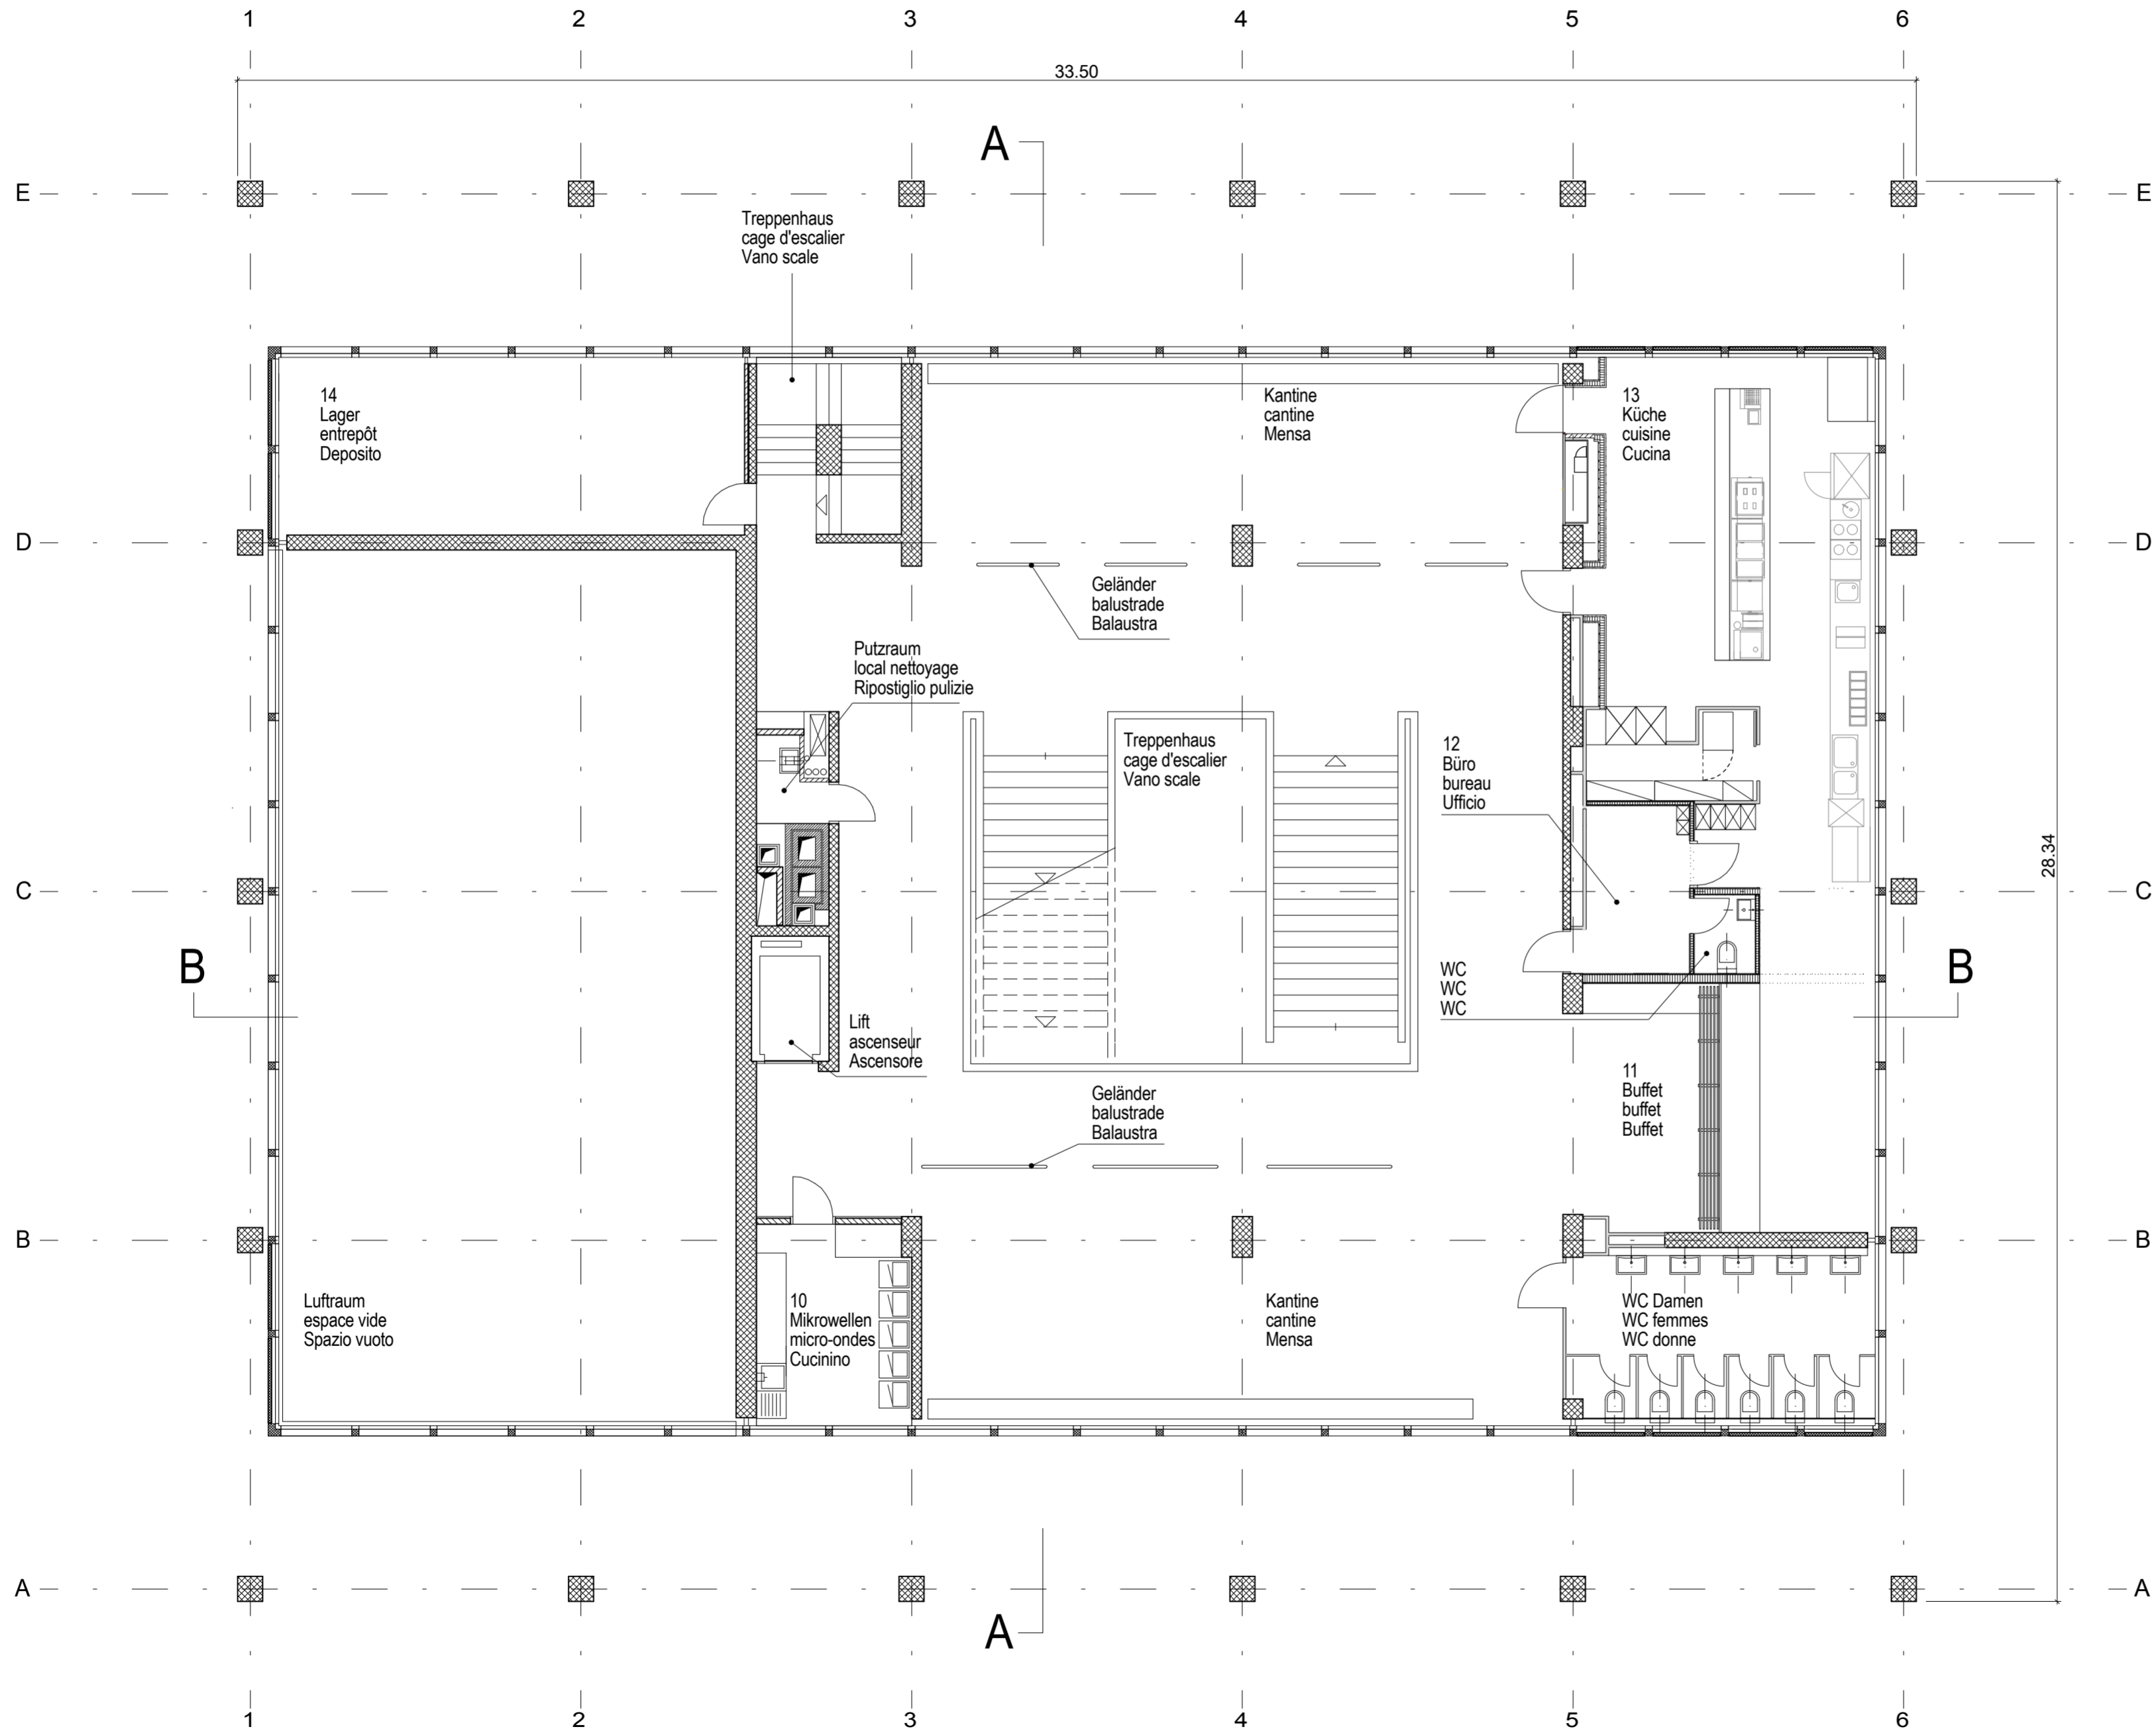 1 2 3 4 5 6
33.50
A
E E
Treppenhaus
cage d'escalier
Vano scale
14
Lager
entrepôt
Deposito
Kantine
cantine
Mensa
13
Küche
cuisine
Cucina
D D
Geländer
balustrade
Balaustra
Putzraum
local nettoyage
Ripostiglio pulizie
Treppenhaus
cage d'escalier
Vano scale
12
Büro
bureau
Ufficio
28.34
C C
B B
WC
WC
WC
Lift
ascenseur
Ascensore
11
Buffet
buffet
Buffet
Geländer
balustrade
Balaustra
B B
Luftraum
espace vide
Spazio vuoto
10
Mikrowellen
micro-ondes
Cucinino
Kantine
cantine
Mensa
WC Damen
WC femmes
WC donne
A A
A
1 2 3 4 5 6